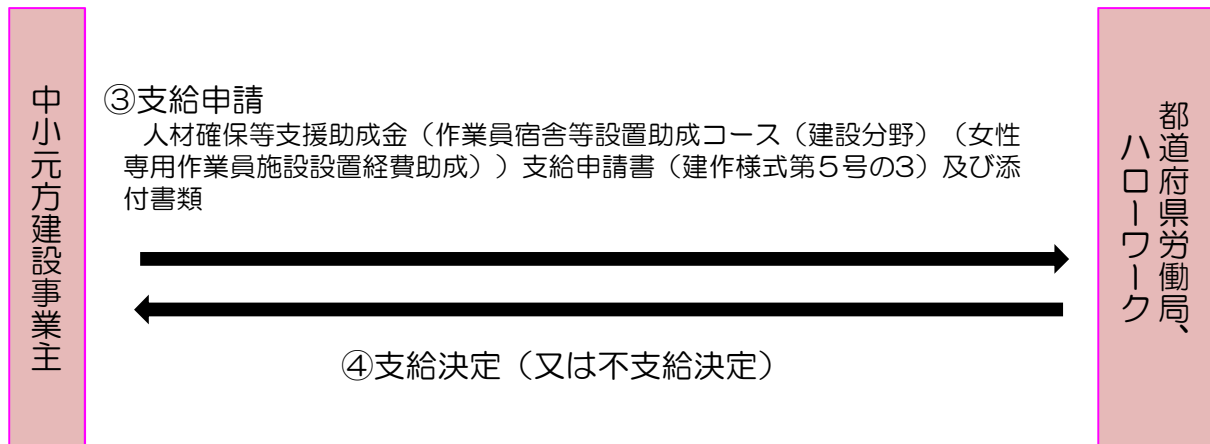 中小元方建設事業主
③支給申請
人材確保等支援助成金（作業員宿舎等設置助成コース（建設分野）（女性
専用作業員施設設置経費助成））支給申請書（建作様式第５号の3）及び添
付書類
④支給決定（又は不支給決定）
都道府県労働局、
ハローワーク